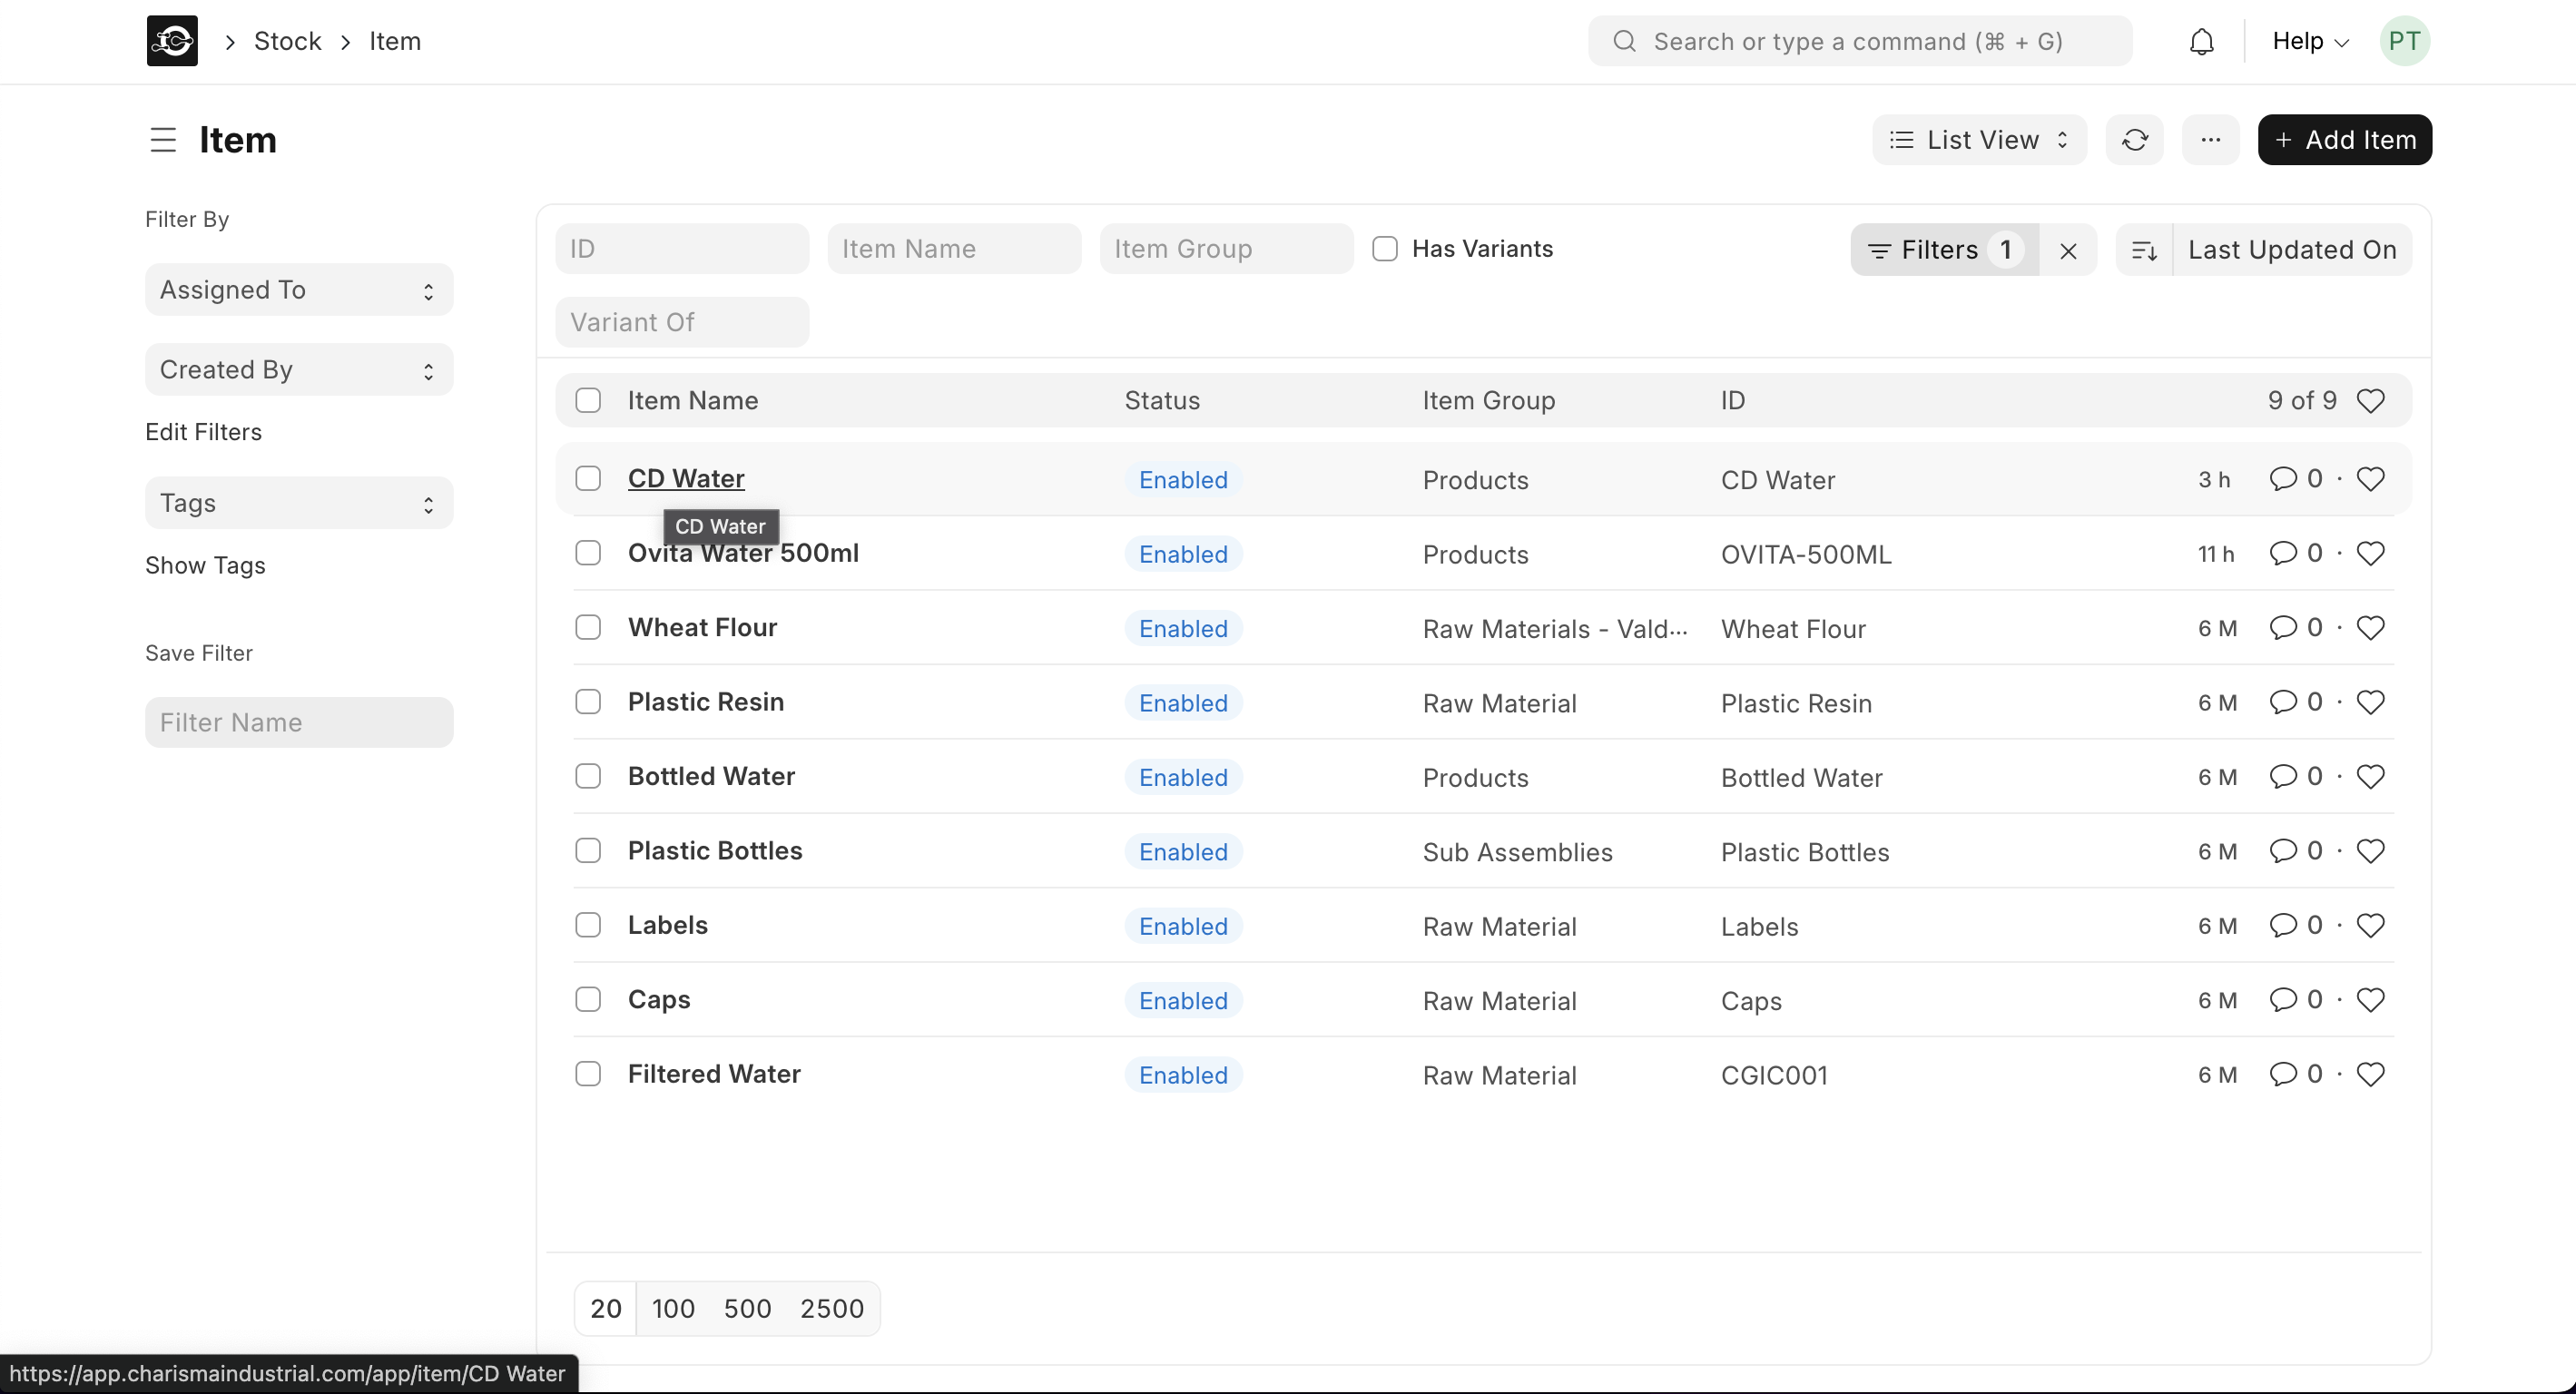 Stock
Item
Search or type a command (⌘ + G)
Help
PT
Item
List View
···
+ Add Item
Filter By
Assigned To
Created By
Edit Filters
Tags
Show Tags
Save Filter
Filter Name
ID
Item Name
Item Group
Has Variants
Filters 1
Last Updated On
Variant Of
Item Name Status Item Group ID 9 of 9
CD Water Enabled Products CD Water 3 h 0 ·
CD Water
Ovita Water 500ml Enabled Products OVITA-500ML 11 h 0 ·
Wheat Flour Enabled Raw Materials - Vald... Wheat Flour 6 M 0 ·
Plastic Resin Enabled Raw Material Plastic Resin 6 M 0 ·
Bottled Water Enabled Products Bottled Water 6 M 0 ·
Plastic Bottles Enabled Sub Assemblies Plastic Bottles 6 M 0 ·
Labels Enabled Raw Material Labels 6 M 0 ·
Caps Enabled Raw Material Caps 6 M 0 ·
Filtered Water Enabled Raw Material CGIC001 6 M 0 ·
20 100 500 2500
https://app.charismaindustrial.com/app/item/CD Water